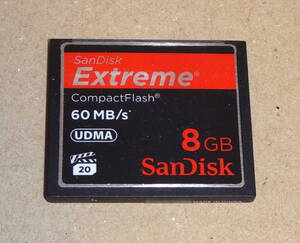 SanDisk
Extreme®
CompactFlash®
60 MB/s*
UDMA
8 GB
20
SanDisk